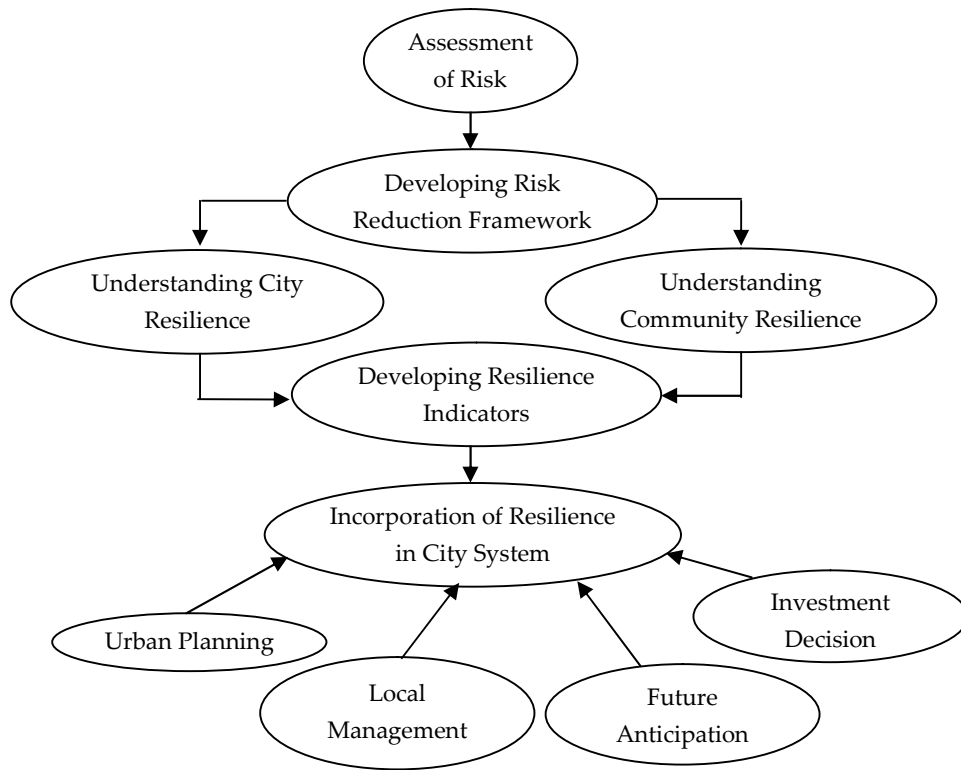 Assessment
of Risk
Developing Risk
Reduction Framework
Understanding City
Resilience
Understanding
Community Resilience
Developing Resilience
Indicators
Incorporation of Resilience
in City System
Urban Planning
Local
Management
Future
Anticipation
Investment
Decision